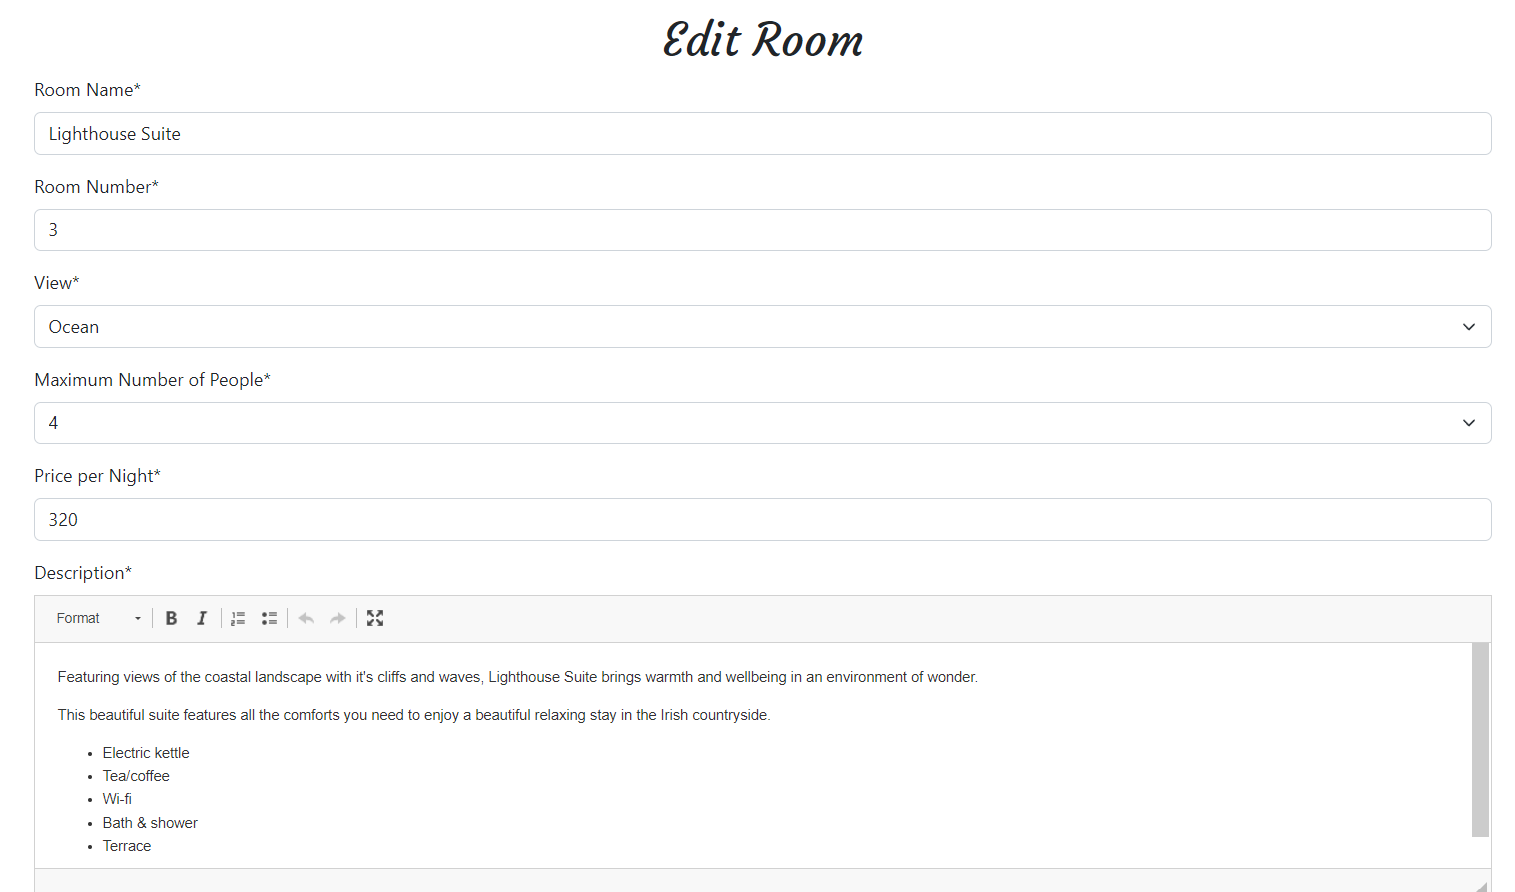 Edit Room
Room Name*
Lighthouse Suite
Room Number*
3
View*
Ocean
Maximum Number of People*
4
Price per Night*
320
Description*
Format
B I
Featuring views of the coastal landscape with it's cliffs and waves, Lighthouse Suite brings warmth and wellbeing in an environment of wonder.
This beautiful suite features all the comforts you need to enjoy a beautiful relaxing stay in the Irish countryside.
• Electric kettle
• Tea/coffee
• Wi-fi
• Bath & shower
• Terrace